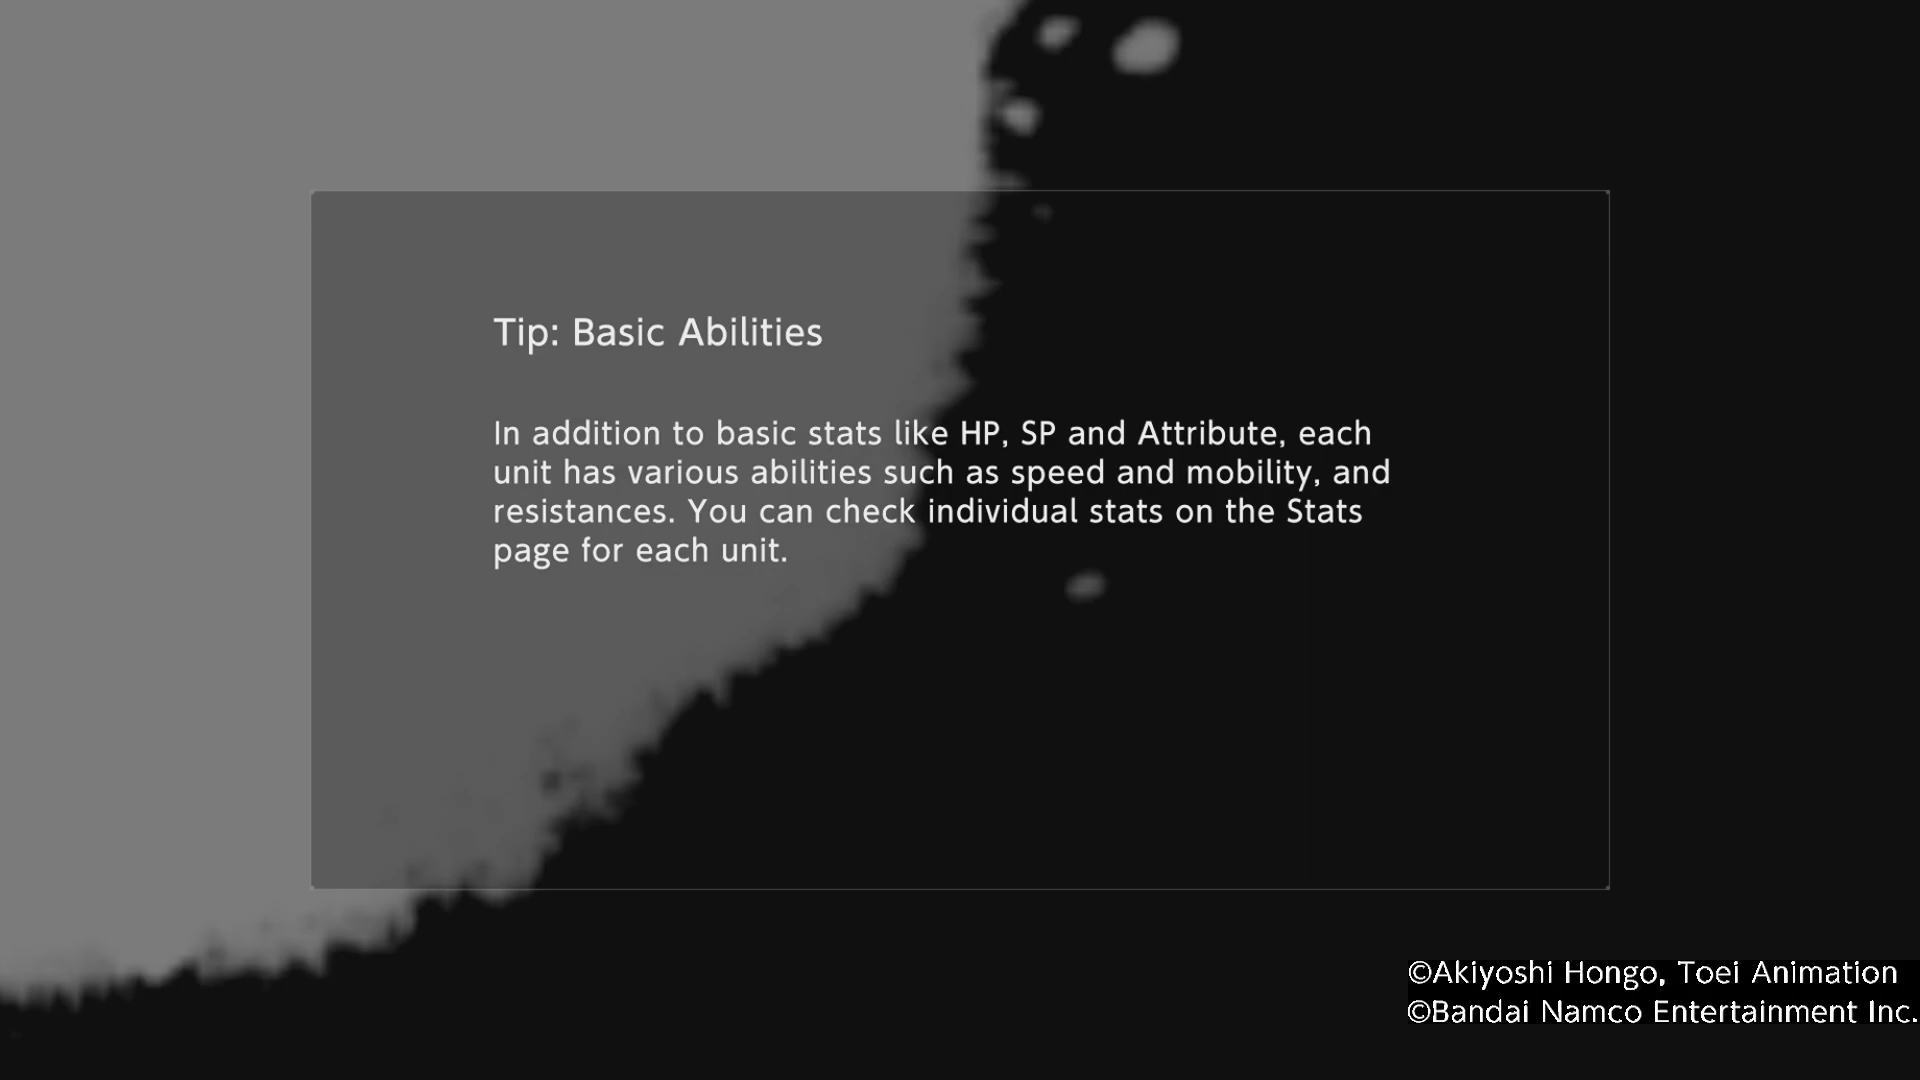 Tip: Basic Abilities
In addition to basic stats like HP, SP and Attribute, each
unit has various abilities such as speed and mobility, and
resistances. You can check individual stats on the Stats
page for each unit.
©Akiyoshi Hongo, Toei Animation
©Bandai Namco Entertainment Inc.